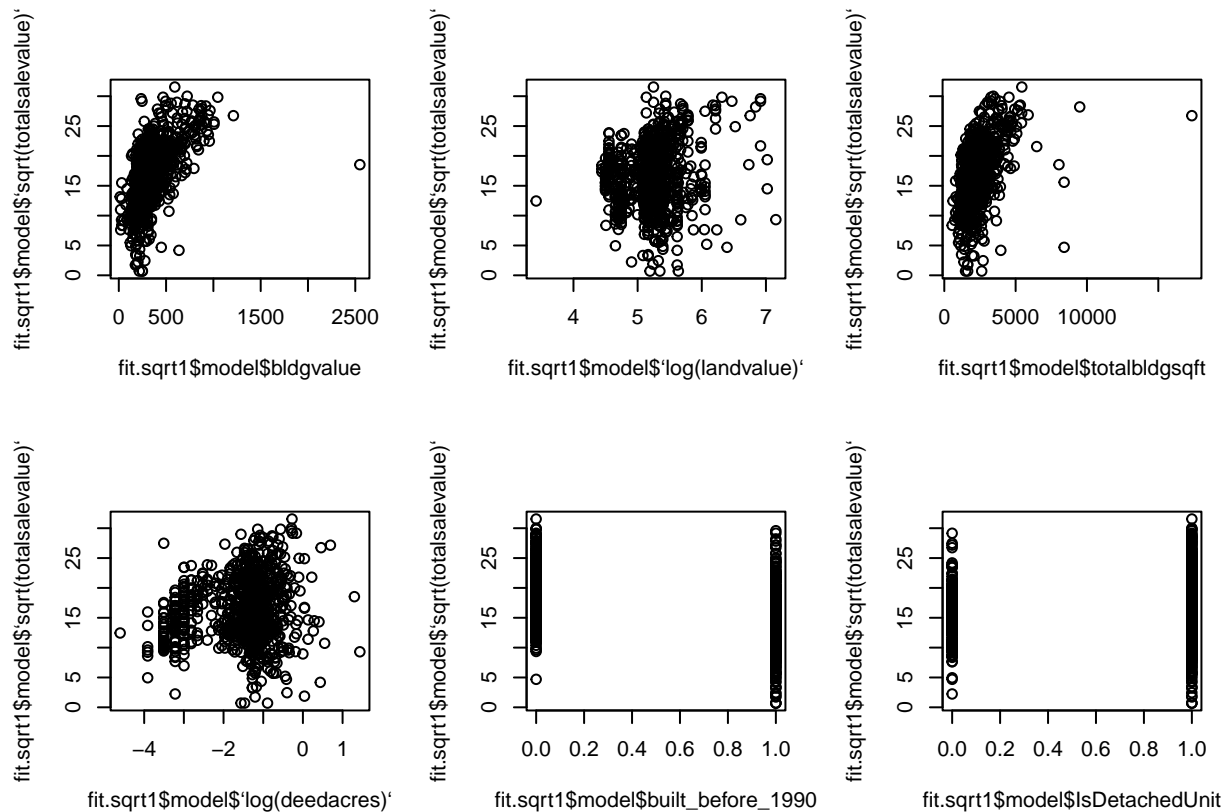 fit.sqrt1$model$‘sqrt(totalsalevalue)‘
25
15
5
0
0 500 1500 2500
fit.sqrt1$model$bldgvalue
fit.sqrt1$model$‘sqrt(totalsalevalue)‘
25
15
5
0
4 5 6 7
fit.sqrt1$model$‘log(landvalue)‘
fit.sqrt1$model$‘sqrt(totalsalevalue)‘
25
15
5
0
0 5000 10000
fit.sqrt1$model$totalbldgsqft
fit.sqrt1$model$‘sqrt(totalsalevalue)‘
25
15
5
0
−4 −2 0 1
fit.sqrt1$model$‘log(deedacres)‘
fit.sqrt1$model$‘sqrt(totalsalevalue)‘
25
15
5
0
0.0 0.2 0.4 0.6 0.8 1.0
fit.sqrt1$model$built_before_1990
fit.sqrt1$model$‘sqrt(totalsalevalue)‘
25
15
5
0
0.0 0.2 0.4 0.6 0.8 1.0
fit.sqrt1$model$IsDetachedUnit